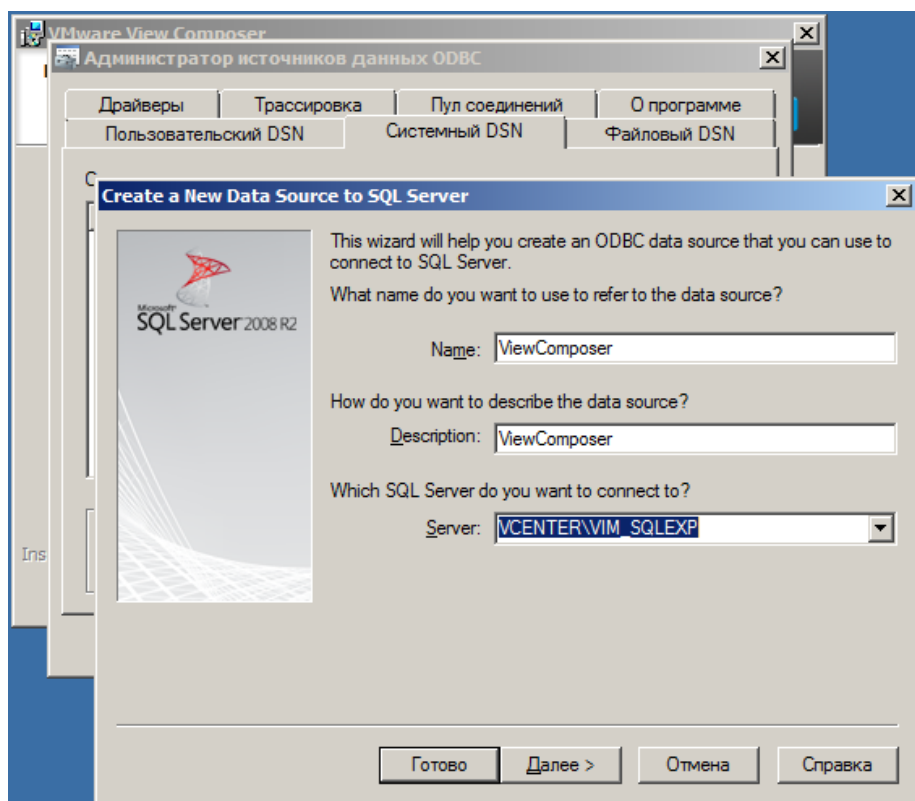 VMware View Composer
Администратор источников данных ODBC
Драйверы
Трассировка
Пул соединений
О программе
Пользовательский DSN
Системный DSN
Файловый DSN
Create a New Data Source to SQL Server
Microsoft
SQL Server 2008 R2
This wizard will help you create an ODBC data source that you can use to
connect to SQL Server.
What name do you want to use to refer to the data source?
Name: ViewComposer
How do you want to describe the data source?
Description: ViewComposer
Which SQL Server do you want to connect to?
Server: VCENTER\VIM_SQLEXP
Ins
Готово
Далее >
Отмена
Справка